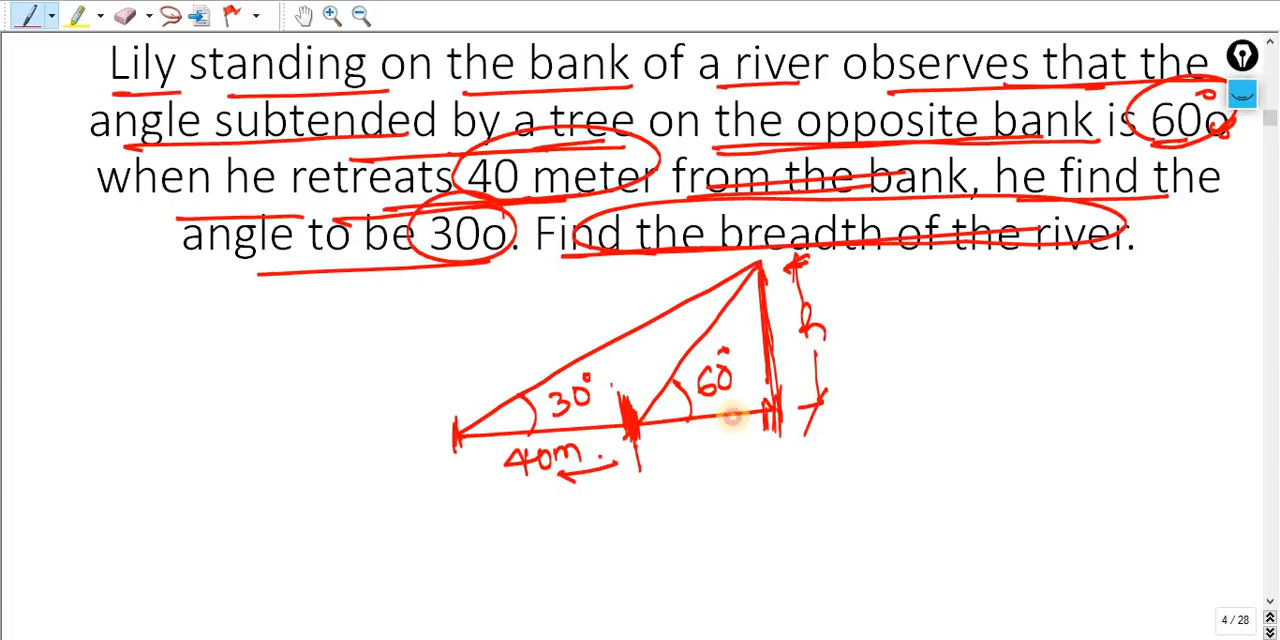 Lily standing on the bank of a river observes that the
angle subtended by a tree on the opposite bank is 60o
when he retreats 40 meter from the bank, he find the
angle to be 30o. Find the breadth of the river.
h
60°
30°
40m
4 / 28